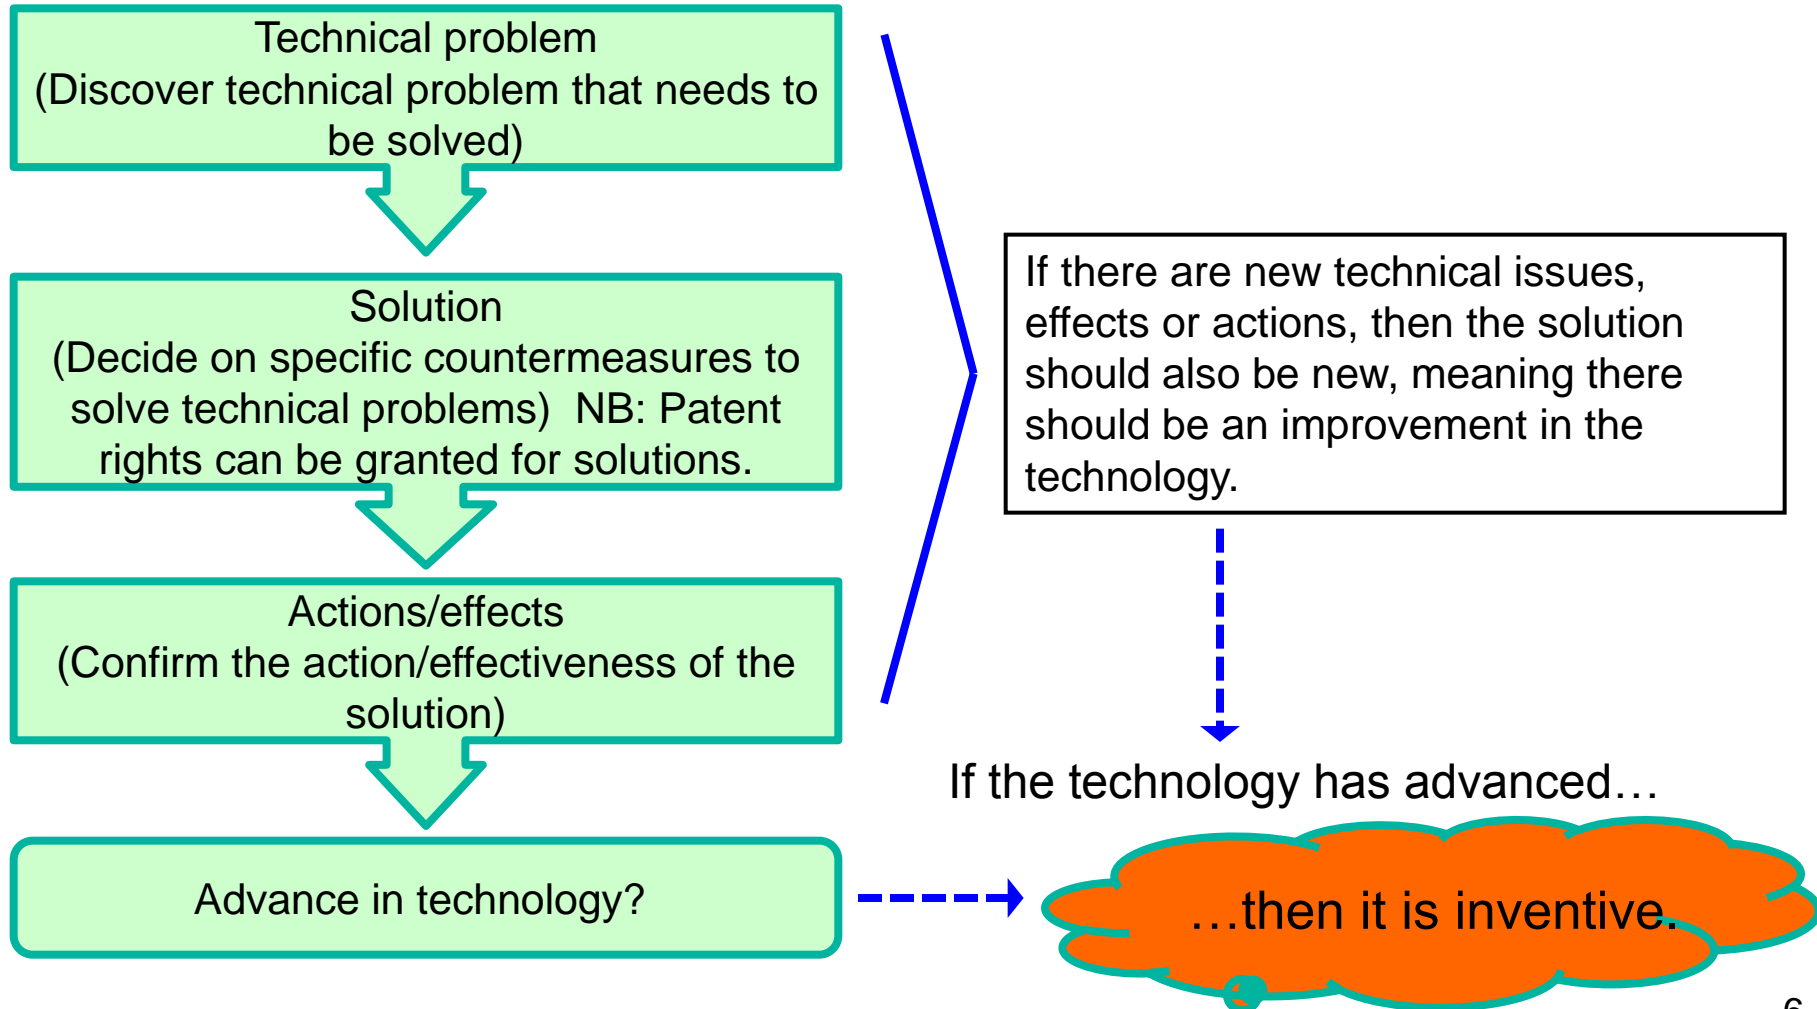 Technical problem
(Discover technical problem that needs to
be solved)
Solution
(Decide on specific countermeasures to
solve technical problems)  NB: Patent
rights can be granted for solutions.
Actions/effects
(Confirm the action/effectiveness of the
solution)
Advance in technology?
If there are new technical issues,
effects or actions, then the solution
should also be new, meaning there
should be an improvement in the
technology.
If the technology has advanced…
…then it is inventive.